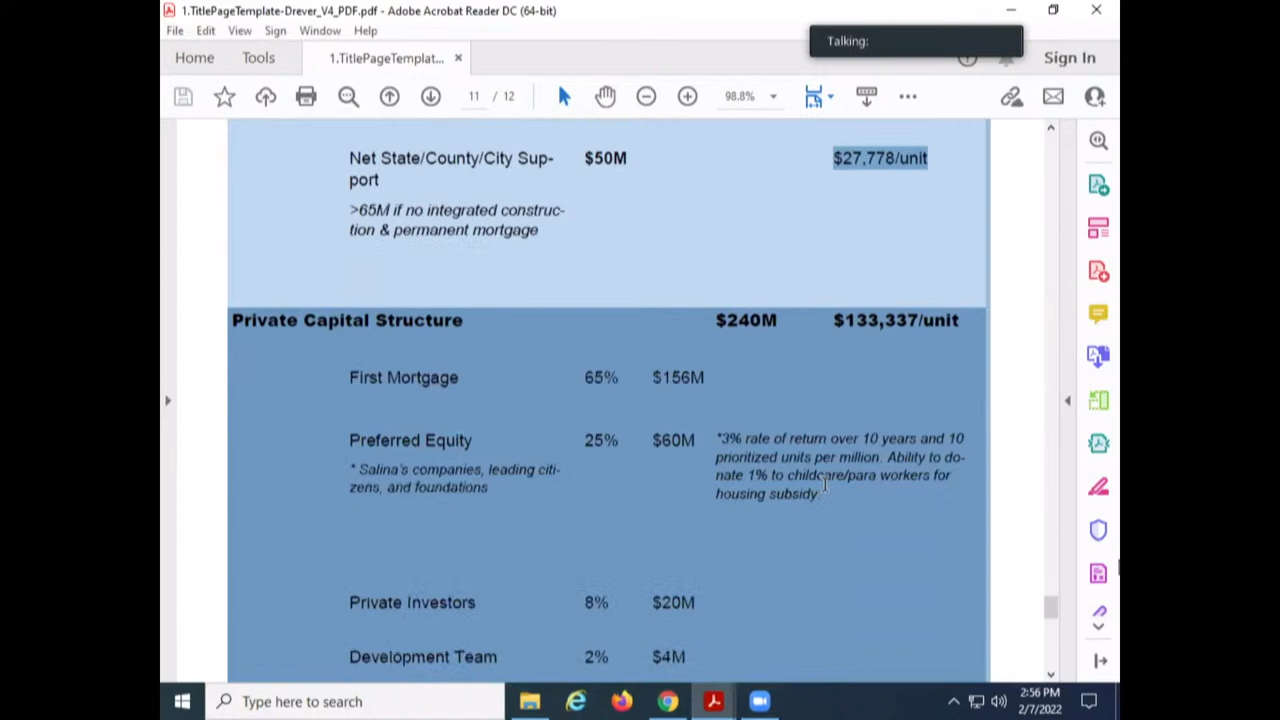 1.TitlePageTemplate-Drever_V4_PDF.pdf - Adobe Acrobat Reader DC (64-bit)
File Edit View Sign Window Help
Talking:
Home Tools 1.TitlePageTemplat... × Sign In
11 / 12 98.8%
Net State/County/City Sup- $50M $27,778/unit
port
>65M if no integrated construc-
tion & permanent mortgage
Private Capital Structure $240M $133,337/unit
First Mortgage 65% $156M
Preferred Equity 25% $60M
* Salina's companies, leading citi-
zens, and foundations
*3% rate of return over 10 years and 10
prioritized units per million. Ability to do-
nate 1% to childcare/para workers for
housing subsidy.
Private Investors 8% $20M
Development Team 2% $4M
Type here to search
2:56 PM
2/7/2022